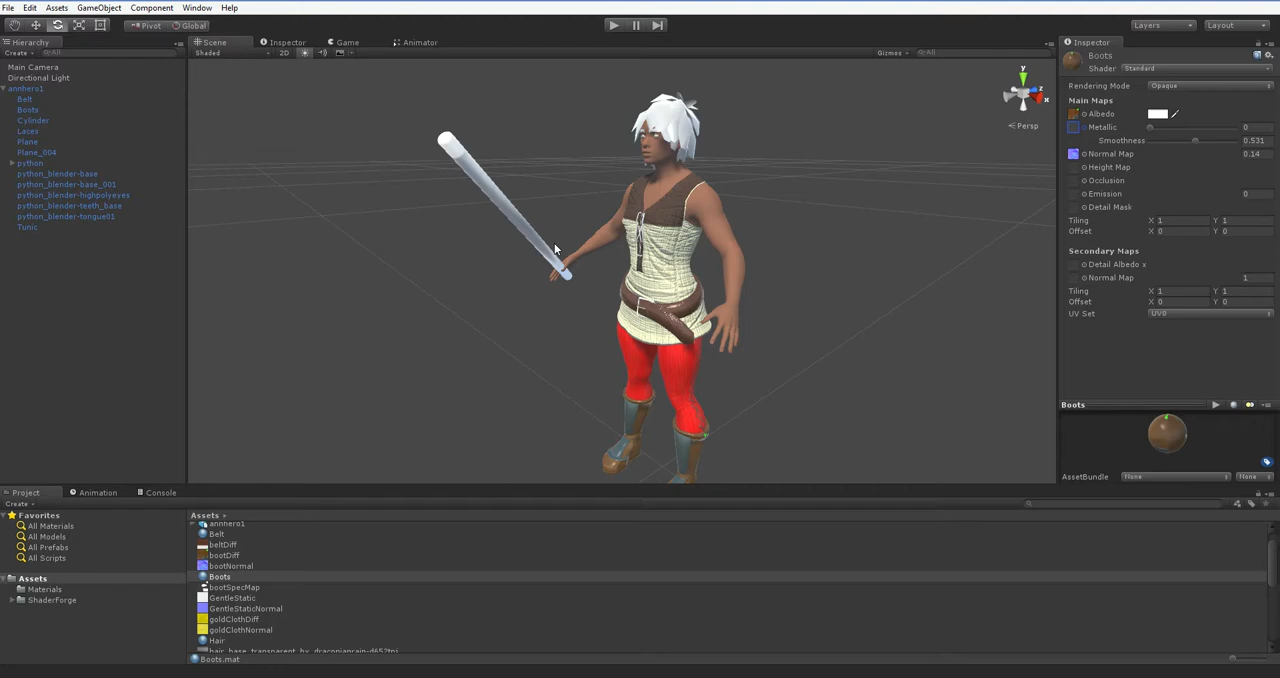 File Edit Assets GameObject Component Window Help
Pivot Global Layers Layout
Hierarchy Scene Inspector Game Animator Inspector
Create All Shaded 2D Gizmos All
Boots
Shader Standard
Main Camera
Directional Light
annhero1
Belt
Boots
Cylinder
Laces
Plane
Plane_004
python
python_blender-base
python_blender-base_001
python_blender-highpolyeyes
python_blender-teeth_base
python_blender-tongue01
Tunic
y
z
x
Persp
Rendering Mode Opaque
Main Maps
Albedo
Metallic 0
Smoothness 0.531
Normal Map 0.14
Height Map
Occlusion
Emission 0
Detail Mask
Tiling X 1 Y 1
Offset X 0 Y 0
Secondary Maps
Detail Albedo x
Normal Map 1
Tiling X 1 Y 1
Offset X 0 Y 0
UV Set UV0
Boots
AssetBundle None None
Project Animation Console
Create
Favorites
All Materials
All Models
All Prefabs
All Scripts
Assets
Materials
ShaderForge
Assets
annhero1
Belt
beltDiff
bootDiff
bootNormal
Boots
bootSpecMap
GentleStatic
GentleStaticNormal
goldClothDiff
goldClothNormal
Hair
hair_base_transparent_by_draconianrain-d652tpi
Boots.mat